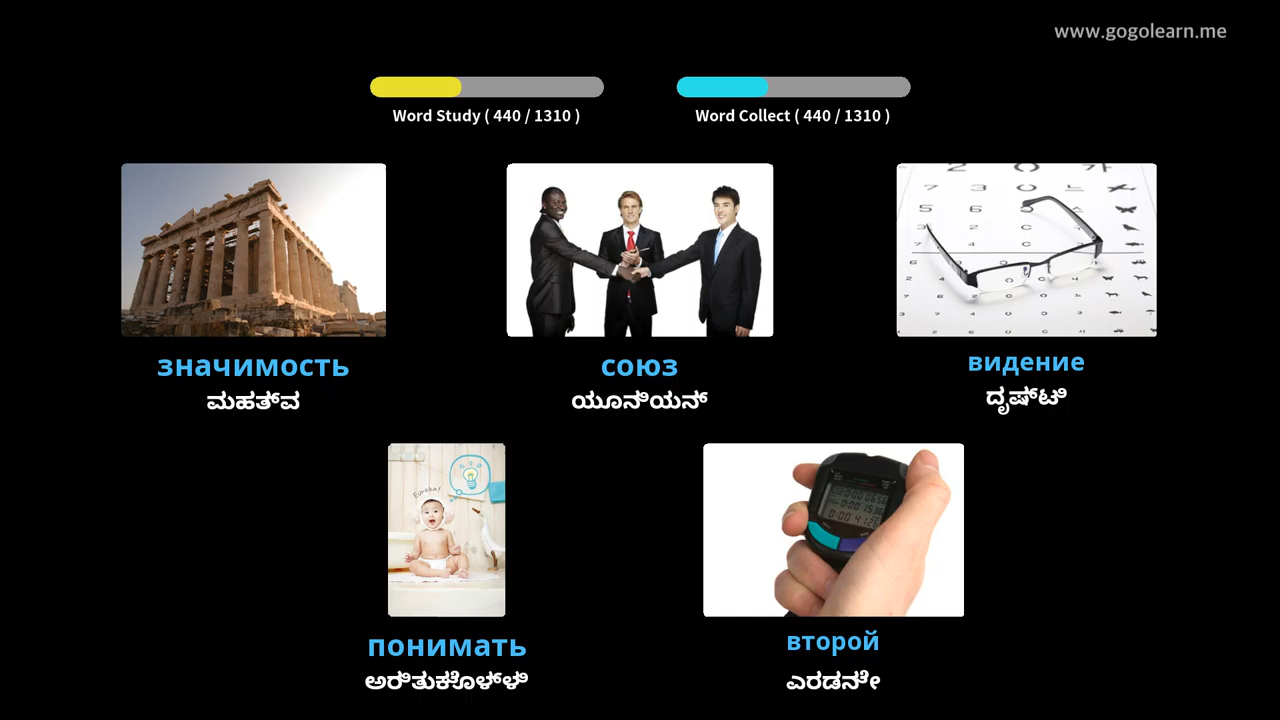 www.gogolearn.me
Word Study ( 440 / 1310 )
Word Collect ( 440 / 1310 )
значимость
ಮಹತ್ವ
союз
ಯೂನಿಯನ್
видение
ದೃಷ್ಟಿ
Eureka!
понимать
ಅರಿತುಕೊಳ್ಳಿ
второй
ಎರಡನೇ